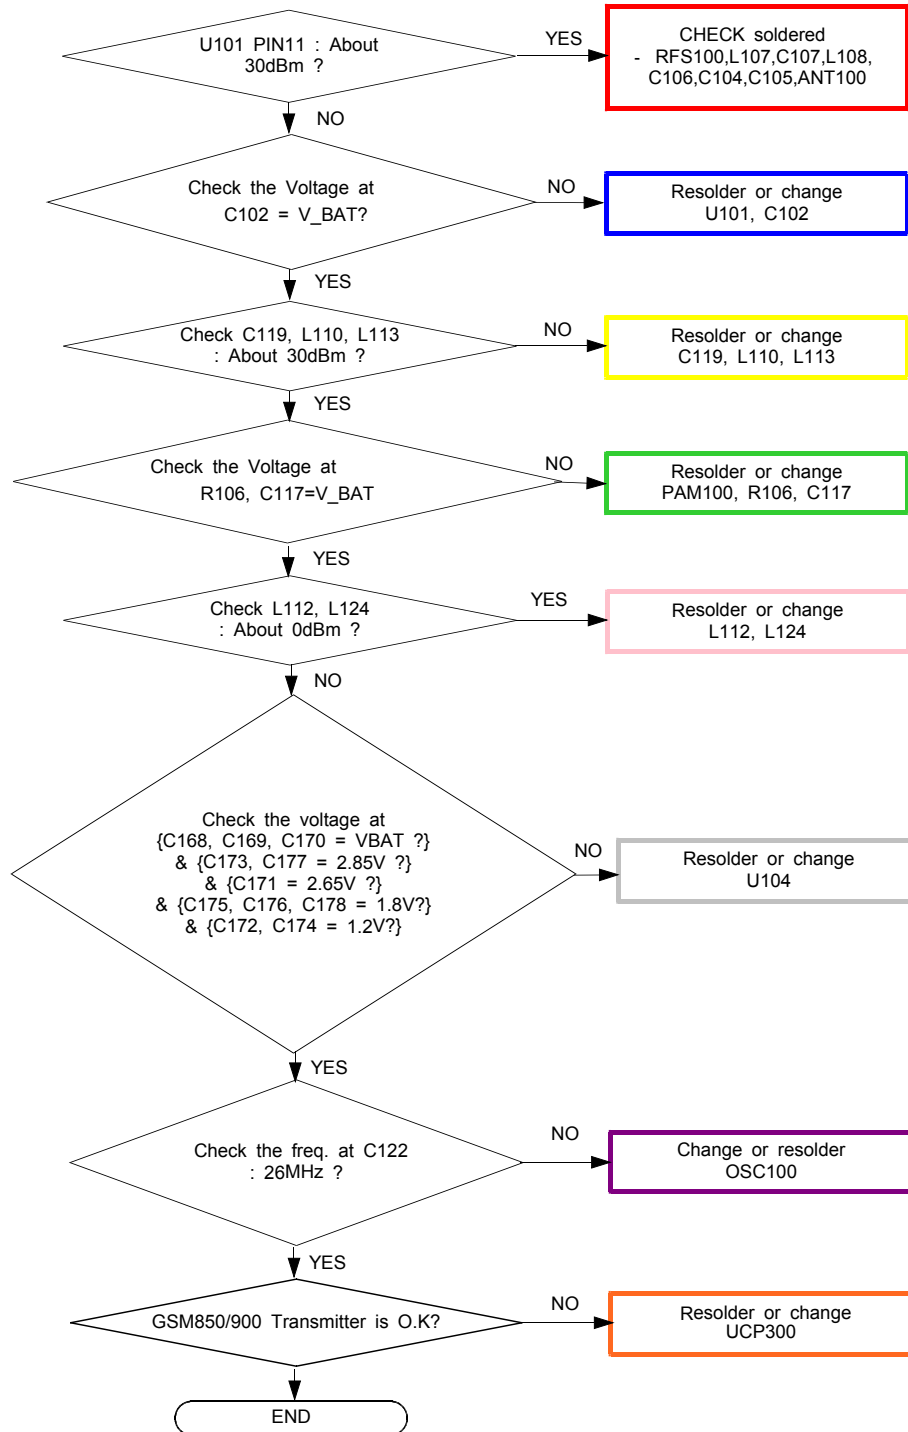 U101 PIN11 : About
30dBm ?
YES
CHECK soldered
- RFS100,L107,C107,L108,
C106,C104,C105,ANT100
NO
Check the Voltage at
C102 = V_BAT?
NO
Resolder or change
U101, C102
YES
Check C119, L110, L113
: About 30dBm ?
NO
Resolder or change
C119, L110, L113
YES
Check the Voltage at
R106, C117=V_BAT
NO
Resolder or change
PAM100, R106, C117
YES
Check L112, L124
: About 0dBm ?
YES
Resolder or change
L112, L124
NO
Check the voltage at
{C168, C169, C170 = VBAT ?}
& {C173, C177 = 2.85V ?}
& {C171 = 2.65V ?}
& {C175, C176, C178 = 1.8V?}
& {C172, C174 = 1.2V?}
NO
Resolder or change
U104
YES
Check the freq. at C122
: 26MHz ?
NO
Change or resolder
OSC100
YES
GSM850/900 Transmitter is O.K?
NO
Resolder or change
UCP300
END